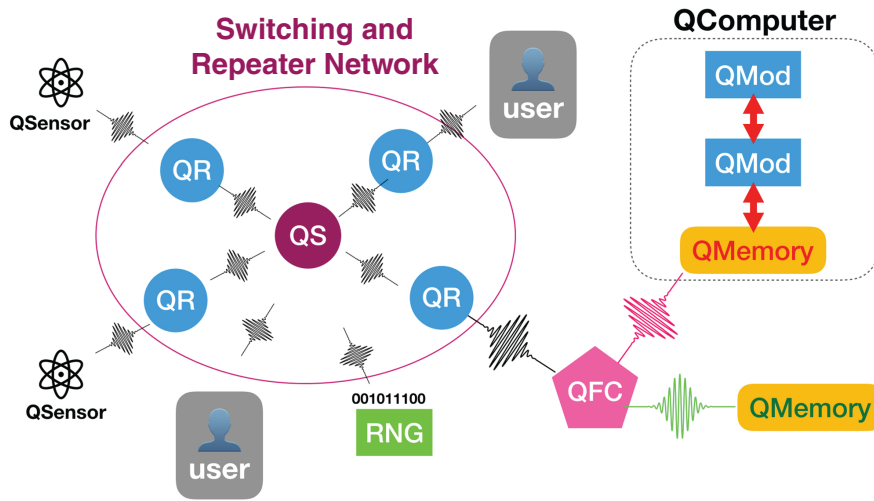 Switching and
Repeater Network
QComputer
QSensor
user
QMod
QR
QR
QMod
QS
QMemory
QR
QR
QSensor
001011100
QFC
RNG
user
QMemory